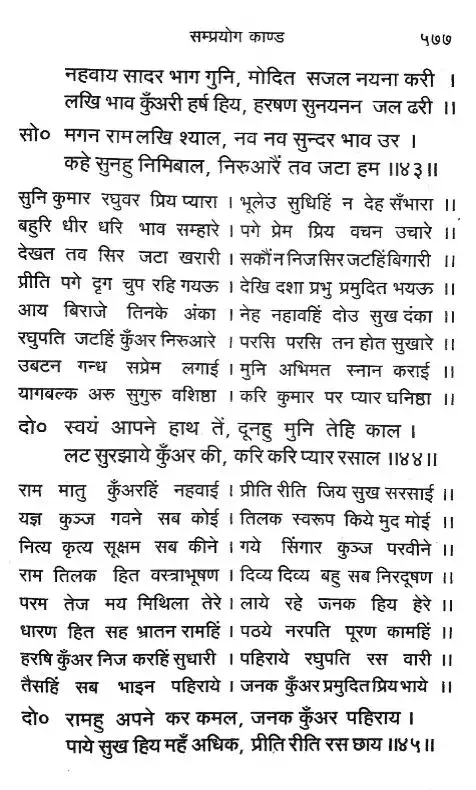 सम्प्रयोग काण्ड ५७७
नहवाय सादर भाग गुनि, मोदित सजल नयना करी ।
लखि भाव कुँअरी हर्ष हिय, हरषण सुनयनन जल ढरी ।।
सो० मगन राम लखि श्याल, नव नव सुन्दर भाव उर ।
कहे सुनहु निमिबाल, निरुआरैं तव जटा हम ।।४३।।
सुनि कुमार रघुवर प्रिय प्यारा । भूलेउ सुधिहिं न देह सँभारा ।।
बहुरि धीर धरि भाव सम्हारे । पगे प्रेम प्रिय वचन उचारे ।।
देखत तव सिर जटा खरारी । सकौं न निज सिर जटहिं बिगारी ।।
प्रीति पगे दृग चुप रहि गयऊ । देखि दशा प्रभु प्रमुदित भयऊ ।।
आय बिराजे तिनके अंका । नेह नहावहिं दोउ सुख दंका ।।
रघुपति जटहिं कुँअर निरुआरे । परसि परसि तन होत सुखारे ।।
उबटन गन्ध सप्रेम लगाई । मुनि अभिमत स्नान कराई ।।
यागबल्क अरु सुगुरु वशिष्ठा । करि कुमार पर प्यार घनिष्ठा ।।
दो० स्वयं आपने हाथ तें, दूनहु मुनि तेहि काल ।
लट सुरझाये कुँअर की, करि करि प्यार रसाल ।।४४।।
राम मातु कुँअरहिं नहवाई । प्रीति रीति जिय सुख सरसाई ।।
यज्ञ कुञ्ज गवने सब कोई । तिलक स्वरूप किये मुद मोई ।।
नित्य कृत्य सूक्षम सब कीने । गये सिंगार कुञ्ज परवीने ।।
राम तिलक हित वस्त्राभूषण । दिव्य दिव्य बहु सब निरदूषण ।।
परम तेज मय मिथिला तेरे । लाये रहे जनक हिय हेरे ।।
धारण हित सह भ्रातन रामहिं । पठये नरपति पूरण कामहिं ।।
हरषि कुँअर निज करहिं सुधारी । पहिराये रघुपति रस वारी ।।
तैसहिं सब भाइन पहिराये । जनक कुँअर प्रमुदित प्रिय भाये ।।
दो० रामहु अपने कर कमल, जनक कुँअर पहिराय ।
पाये सुख हिय महँ अधिक, प्रीति रीति रस छाय ।।४५।।